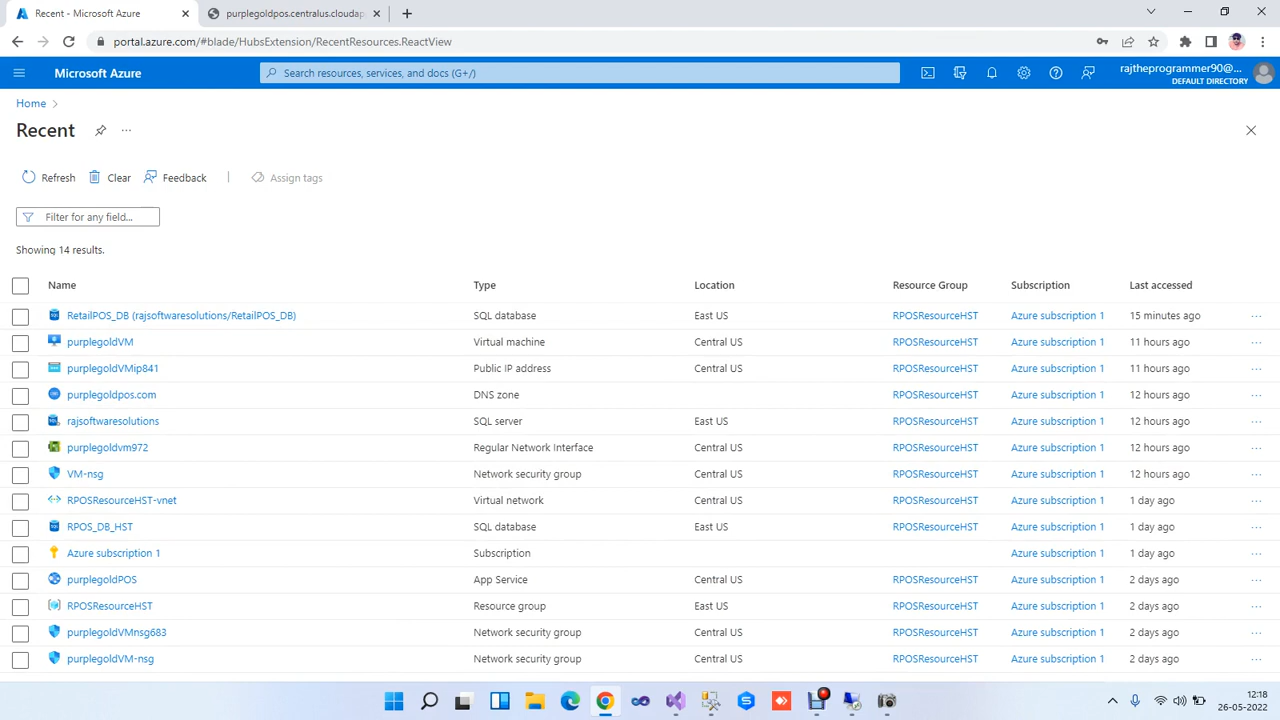 Recent - Microsoft Azure
purplegoldpos.centralus.cloudap
portal.azure.com/#blade/HubsExtension/RecentResources.ReactView
Microsoft Azure
Search resources, services, and docs (G+/)
rajtheprogrammer90@...
DEFAULT DIRECTORY
Home
Recent
Refresh Clear Feedback Assign tags
Filter for any field...
Showing 14 results.
Name Type Location Resource Group Subscription Last accessed
RetailPOS_DB (rajsoftwaresolutions/RetailPOS_DB) SQL database East US RPOSResourceHST Azure subscription 1 15 minutes ago
purplegoldVM Virtual machine Central US RPOSResourceHST Azure subscription 1 11 hours ago
purplegoldVMip841 Public IP address Central US RPOSResourceHST Azure subscription 1 11 hours ago
purplegoldpos.com DNS zone RPOSResourceHST Azure subscription 1 12 hours ago
rajsoftwaresolutions SQL server East US RPOSResourceHST Azure subscription 1 12 hours ago
purplegoldvm972 Regular Network Interface Central US RPOSResourceHST Azure subscription 1 12 hours ago
VM-nsg Network security group Central US RPOSResourceHST Azure subscription 1 12 hours ago
RPOSResourceHST-vnet Virtual network Central US RPOSResourceHST Azure subscription 1 1 day ago
RPOS_DB_HST SQL database East US RPOSResourceHST Azure subscription 1 1 day ago
Azure subscription 1 Subscription Azure subscription 1 1 day ago
purplegoldPOS App Service Central US RPOSResourceHST Azure subscription 1 2 days ago
RPOSResourceHST Resource group East US RPOSResourceHST Azure subscription 1 2 days ago
purplegoldVMnsg683 Network security group Central US RPOSResourceHST Azure subscription 1 2 days ago
purplegoldVM-nsg Network security group Central US RPOSResourceHST Azure subscription 1 2 days ago
12:18
26-05-2022